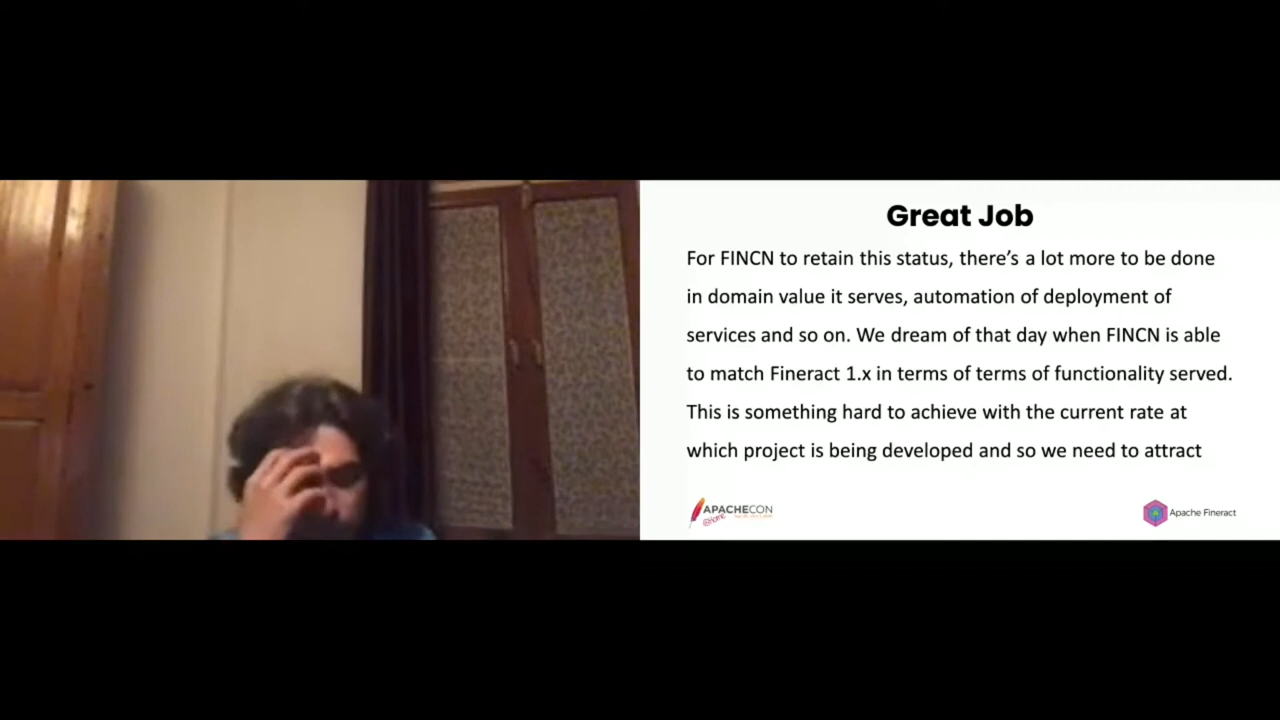 Great Job
For FINCN to retain this status, there's a lot more to be done
in domain value it serves, automation of deployment of
services and so on. We dream of that day when FINCN is able
to match Fineract 1.x in terms of terms of functionality served.
This is something hard to achieve with the current rate at
which project is being developed and so we need to attract
APACHECON
@Home
Apache Fineract